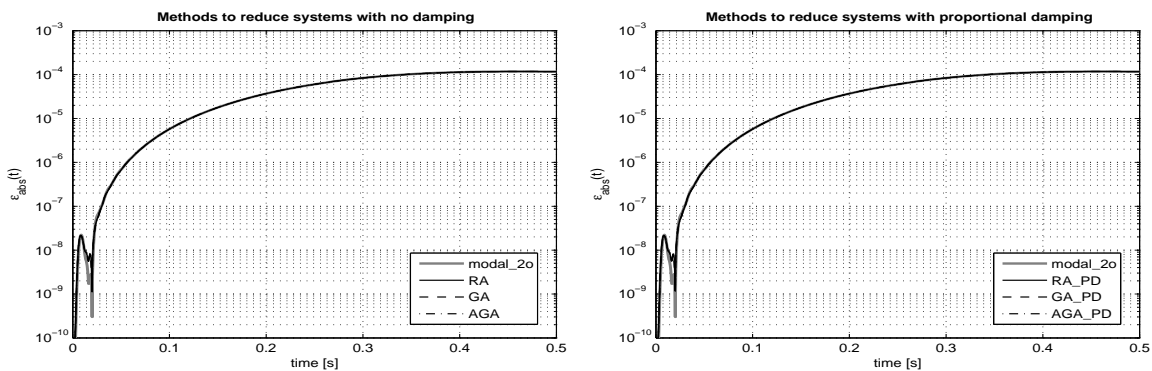 Methods to reduce systems with no damping
10⁻³
10⁻⁴
10⁻⁵
10⁻⁶
10⁻⁷
10⁻⁸
10⁻⁹
10⁻¹⁰
ε_abs(t)
modal_2o
RA
GA
AGA
0 0.1 0.2 0.3 0.4 0.5
time [s]
Methods to reduce systems with proportional damping
10⁻³
10⁻⁴
10⁻⁵
10⁻⁶
10⁻⁷
10⁻⁸
10⁻⁹
10⁻¹⁰
ε_abs(t)
modal_2o
RA_PD
GA_PD
AGA_PD
0 0.1 0.2 0.3 0.4 0.5
time [s]